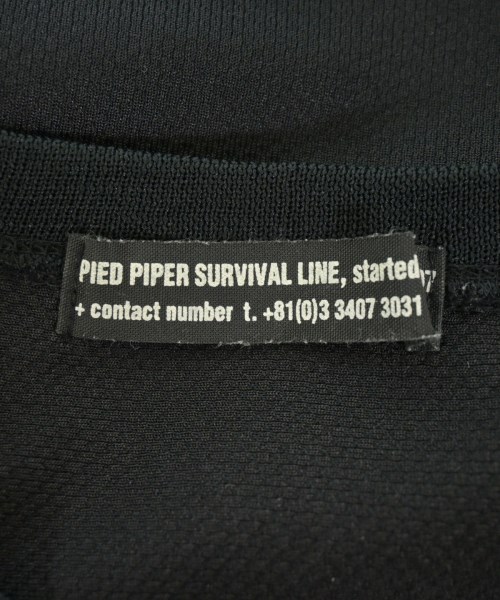 PIED PIPER SURVIVAL LINE, started
+ contact number t. +81(0)3 3407 3031